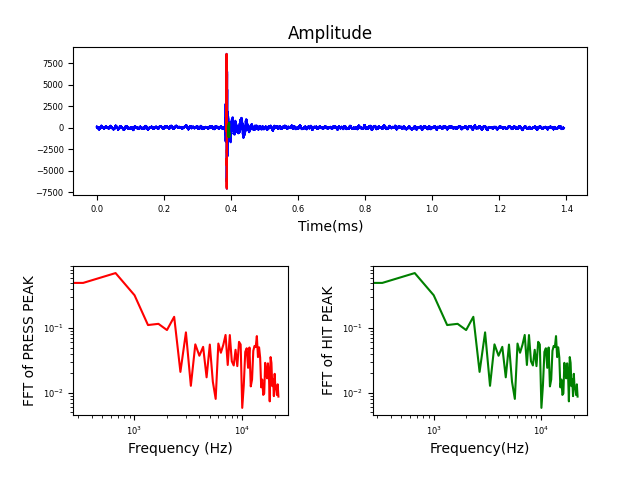 Amplitude
7500
5000
2500
0
−2500
−5000
−7500
0.0 0.2 0.4 0.6 0.8 1.0 1.2 1.4
Time(ms)
FFT of PRESS PEAK
10⁻¹
10⁻²
10³ 10⁴
Frequency (Hz)
FFT of HIT PEAK
10⁻¹
10⁻²
10³ 10⁴
Frequency(Hz)